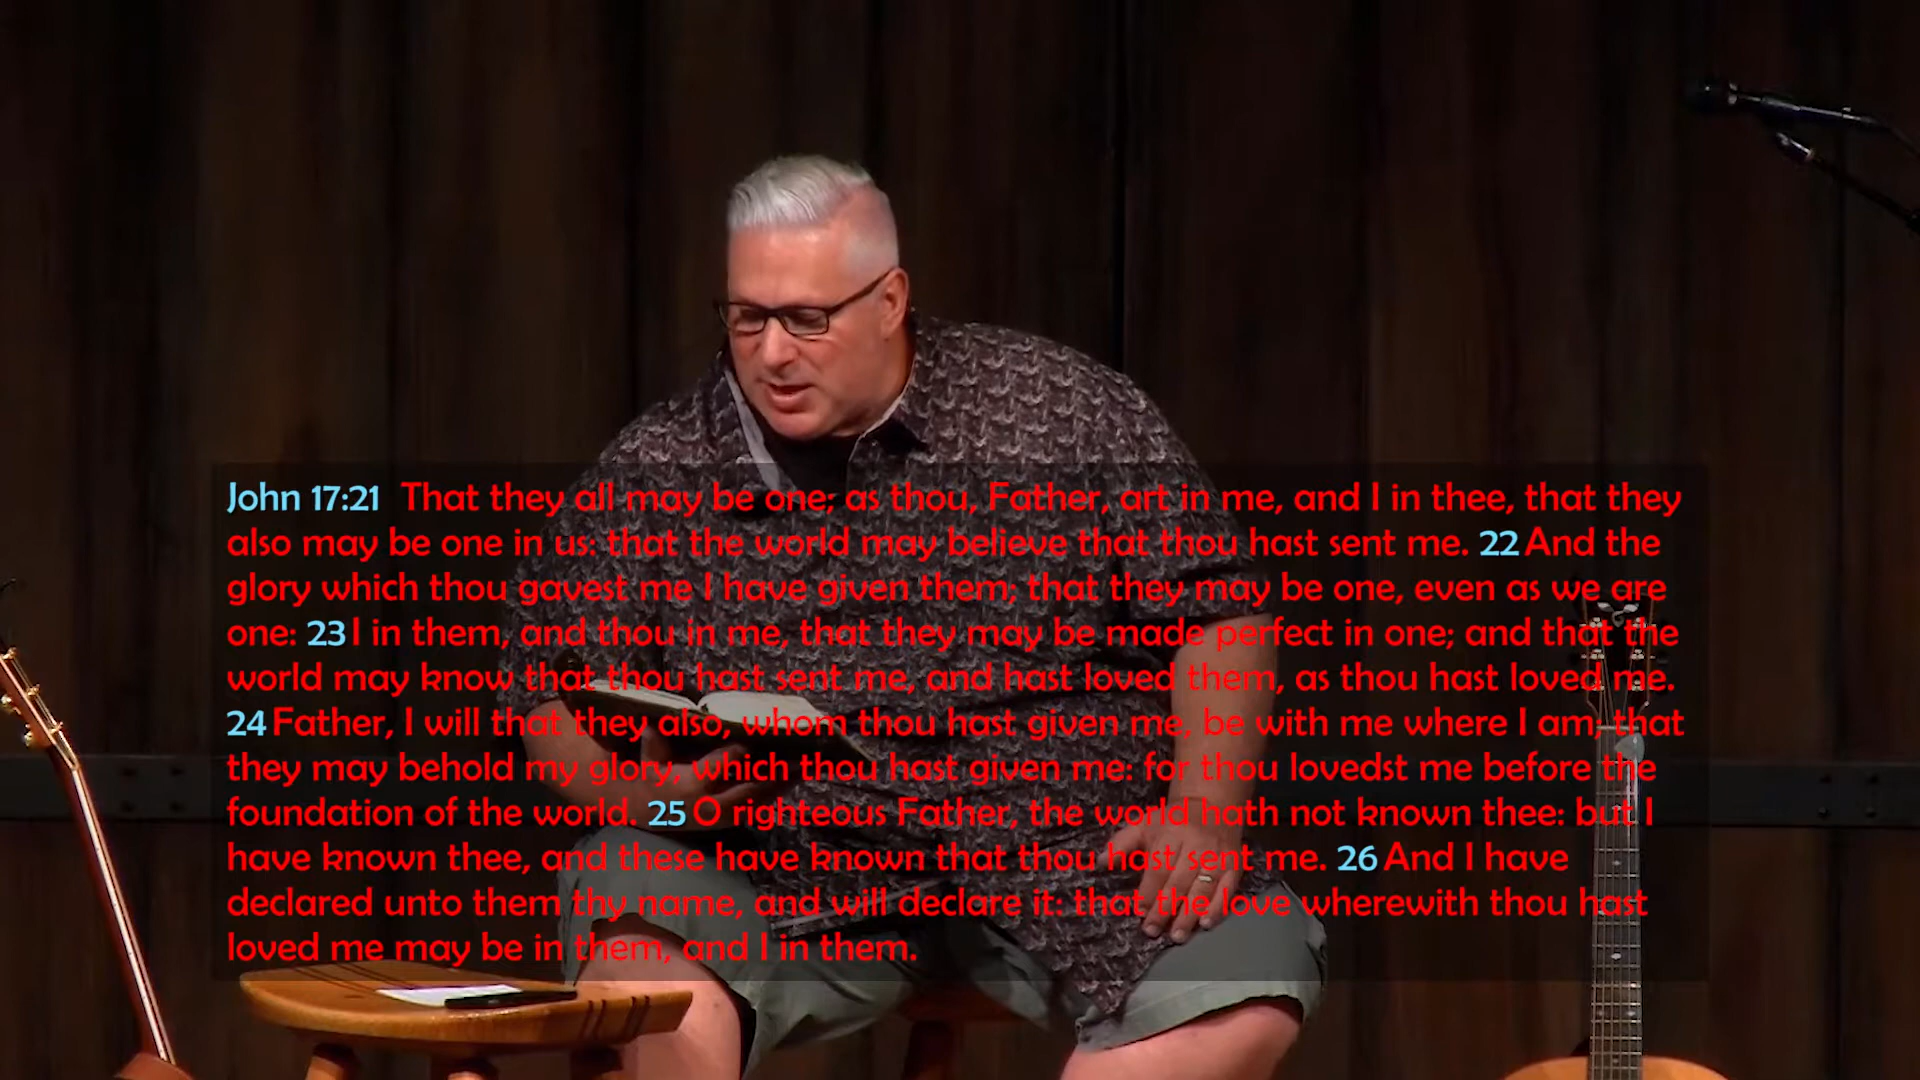 John 17:21 That they all may be one; as thou, Father, art in me, and I in thee, that they
also may be one in us: that the world may believe that thou hast sent me. 22 And the
glory which thou gavest me I have given them; that they may be one, even as we are
one: 23 I in them, and thou in me, that they may be made perfect in one; and that the
world may know that thou hast sent me, and hast loved them, as thou hast loved me.
24 Father, I will that they also, whom thou hast given me, be with me where I am; that
they may behold my glory, which thou hast given me: for thou lovedst me before the
foundation of the world. 25 O righteous Father, the world hath not known thee: but I
have known thee, and these have known that thou hast sent me. 26 And I have
declared unto them thy name, and will declare it: that the love wherewith thou hast
loved me may be in them, and I in them.